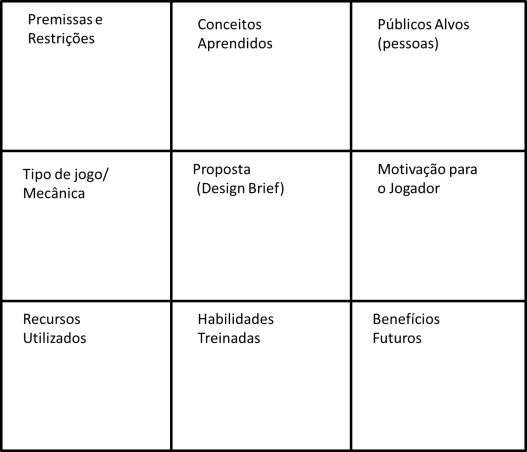 Premissas e
Restrições
Conceitos
Aprendidos
Públicos Alvos
(pessoas)
Tipo de jogo/
Mecânica
Proposta
(Design Brief)
Motivação para
o Jogador
Recursos
Utilizados
Habilidades
Treinadas
Benefícios
Futuros